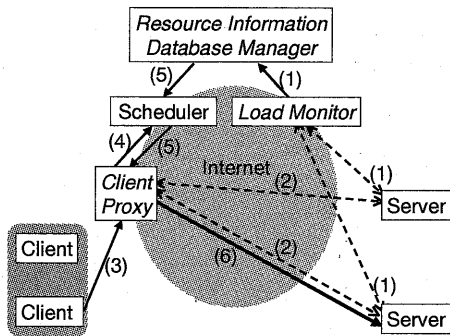 Resource Information
Database Manager
(5)
(1)
Scheduler
Load Monitor
(4)
(5)
Internet
(1)
Client
Proxy
(2)
Server
Client
(3)
(6)
(2)
(1)
Client
Server